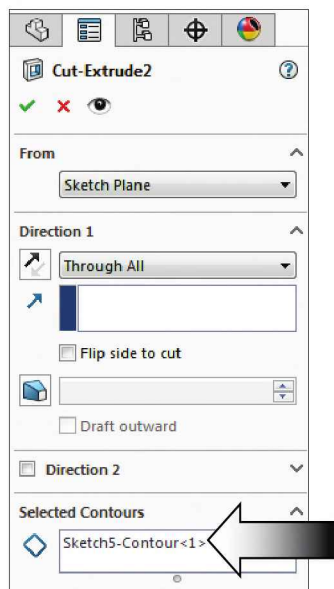 Cut-Extrude2
?
From
Sketch Plane
Direction 1
Through All
Flip side to cut
Draft outward
Direction 2
Selected Contours
Sketch5-Contour<1>